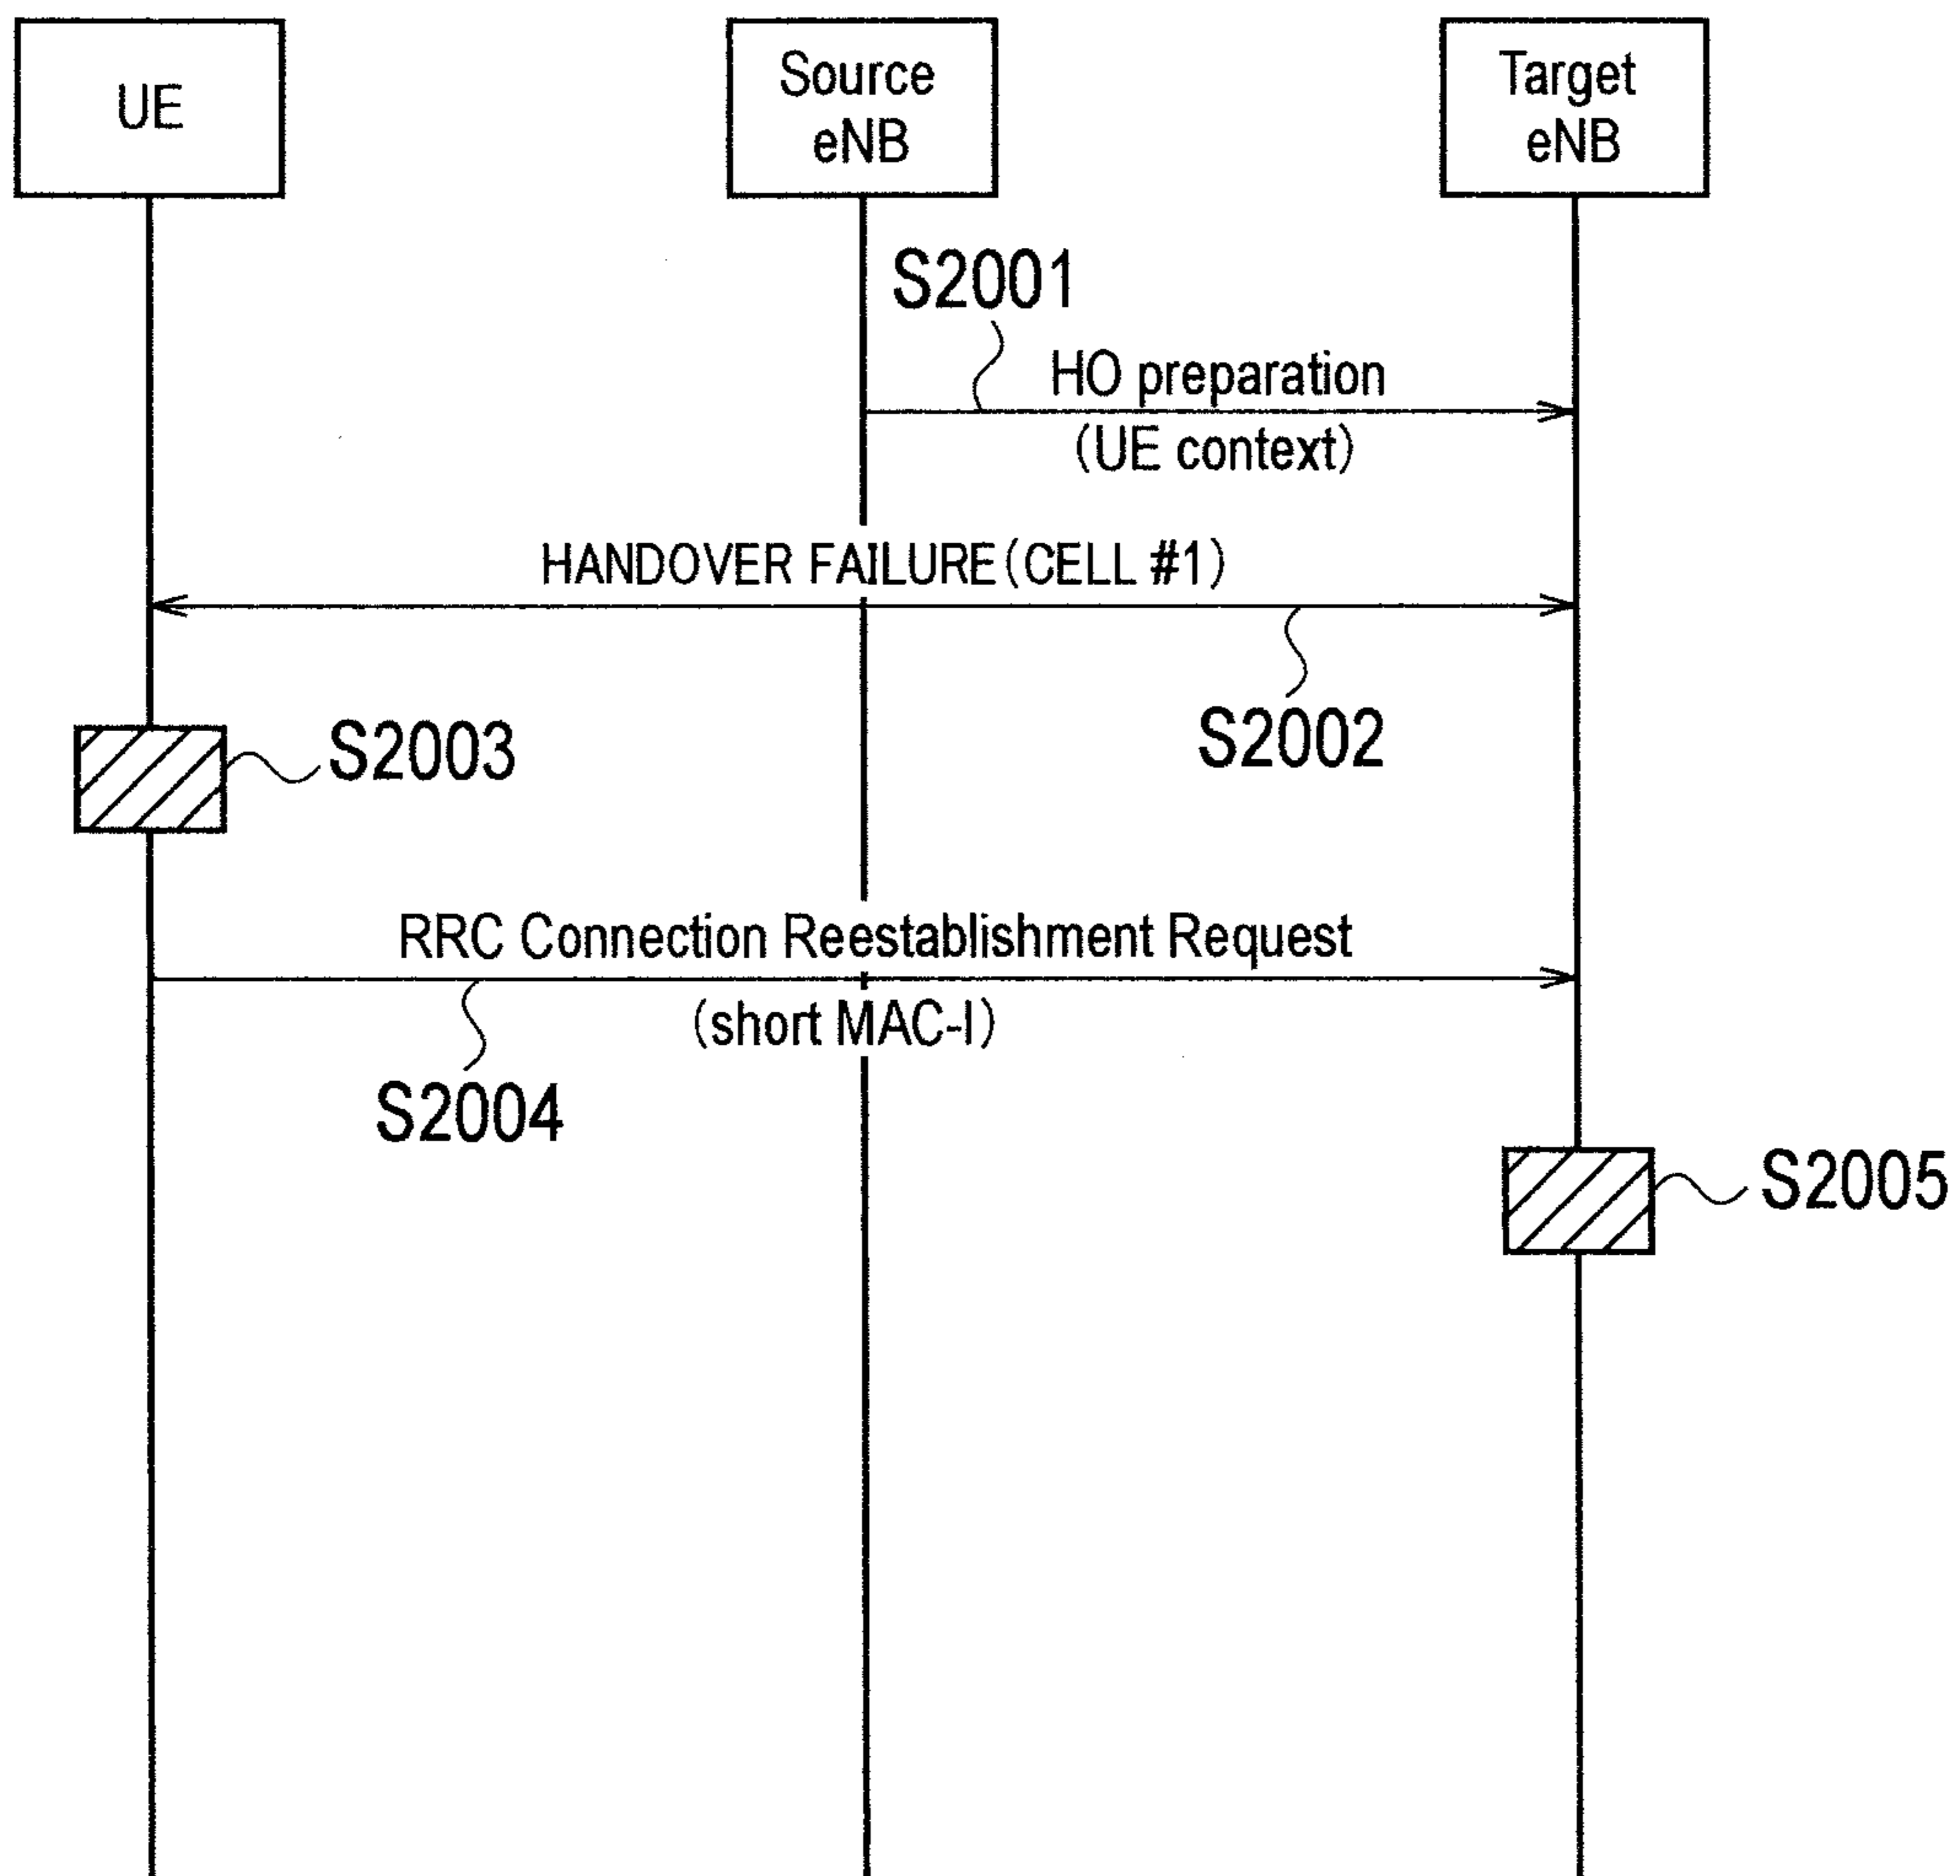 UE
Source
eNB
Target
eNB
S2001
HO preparation
(UE context)
HANDOVER FAILURE(CELL #1)
S2002
S2003
RRC Connection Reestablishment Request
(short MAC-I)
S2004
S2005